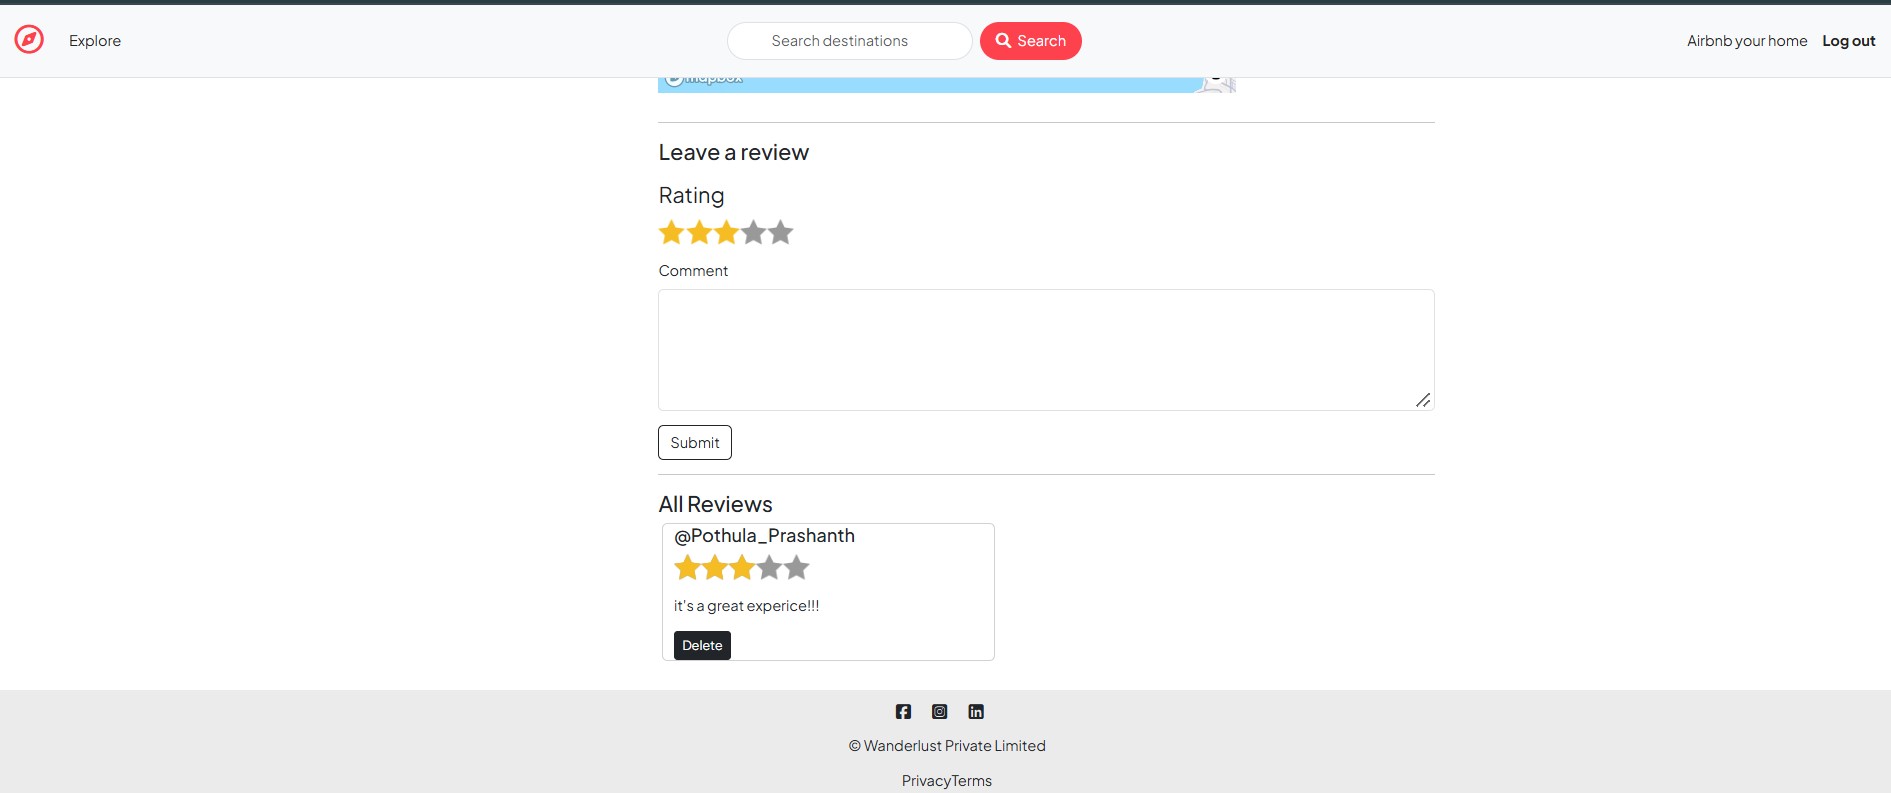 Explore
Search destinations
Search
Airbnb your home
Log out
mapbox
Leave a review
Rating
Comment
Submit
All Reviews
@Pothula_Prashanth
it's a great experice!!!
Delete
© Wanderlust Private Limited
PrivacyTerms